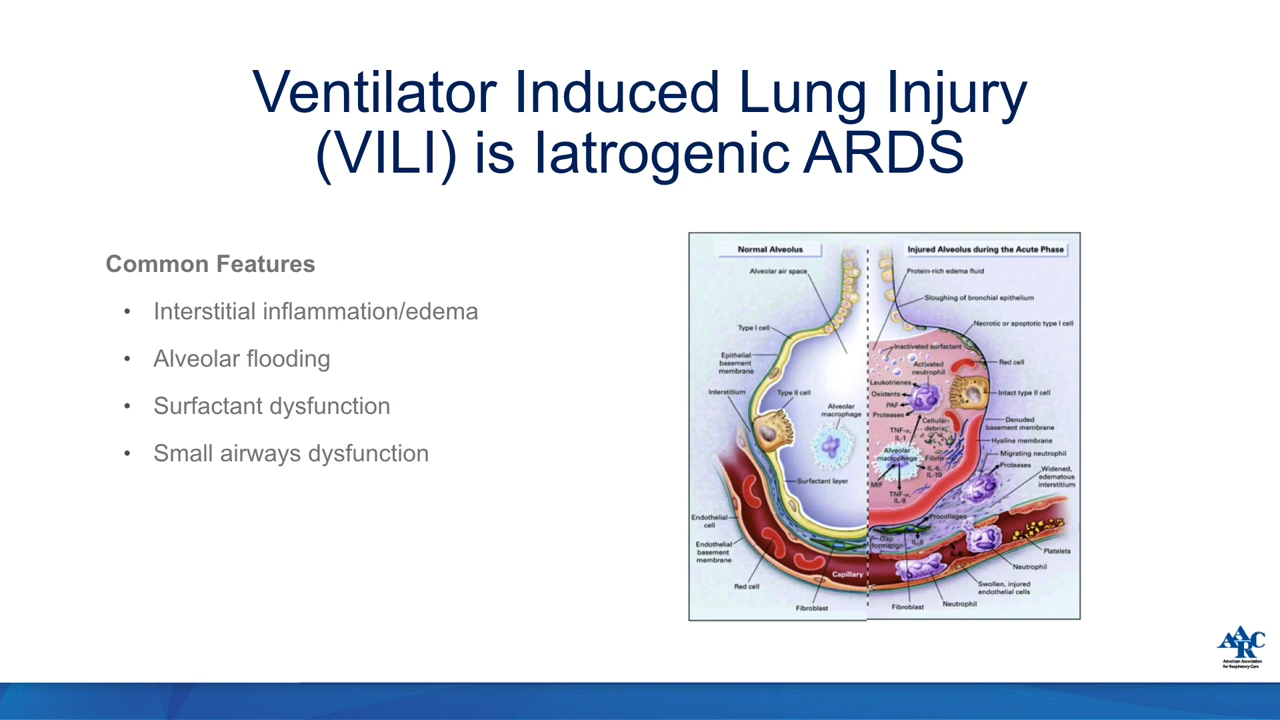 Ventilator Induced Lung Injury
(VILI) is Iatrogenic ARDS
Common Features
• Interstitial inflammation/edema
• Alveolar flooding
• Surfactant dysfunction
• Small airways dysfunction
Normal Alveolus
Alveolar air space
Type I cell
Epithelial
basement
membrane
Interstitium
Type II cell
Alveolar
macrophage
Surfactant layer
Endothelial
cell
Endothelial
basement
membrane
Capillary
Red cell
Fibroblast
Injured Alveolus during the Acute Phase
Protein-rich edema fluid
Sloughing of bronchial epithelium
Necrotic or apoptotic type I cell
Inactivated surfactant
Red cell
Activated
neutrophil
Leukotrienes
Oxidants
PAF
Proteases
Intact type II cell
Cellular
debris
TNF-α,
IL-1
Denuded
basement membrane
Hyaline membrane
Alveolar
macrophage
Fibrin
Migrating neutrophil
Proteases
IL-6,
IL-10
Widened,
edematous
interstitium
MIF
TNF-α,
IL-8
Procollagen
Gap
formation
IL-8
Platelets
Neutrophil
Swollen, injured
endothelial cells
Fibroblast
Neutrophil
AARC
American Association
for Respiratory Care